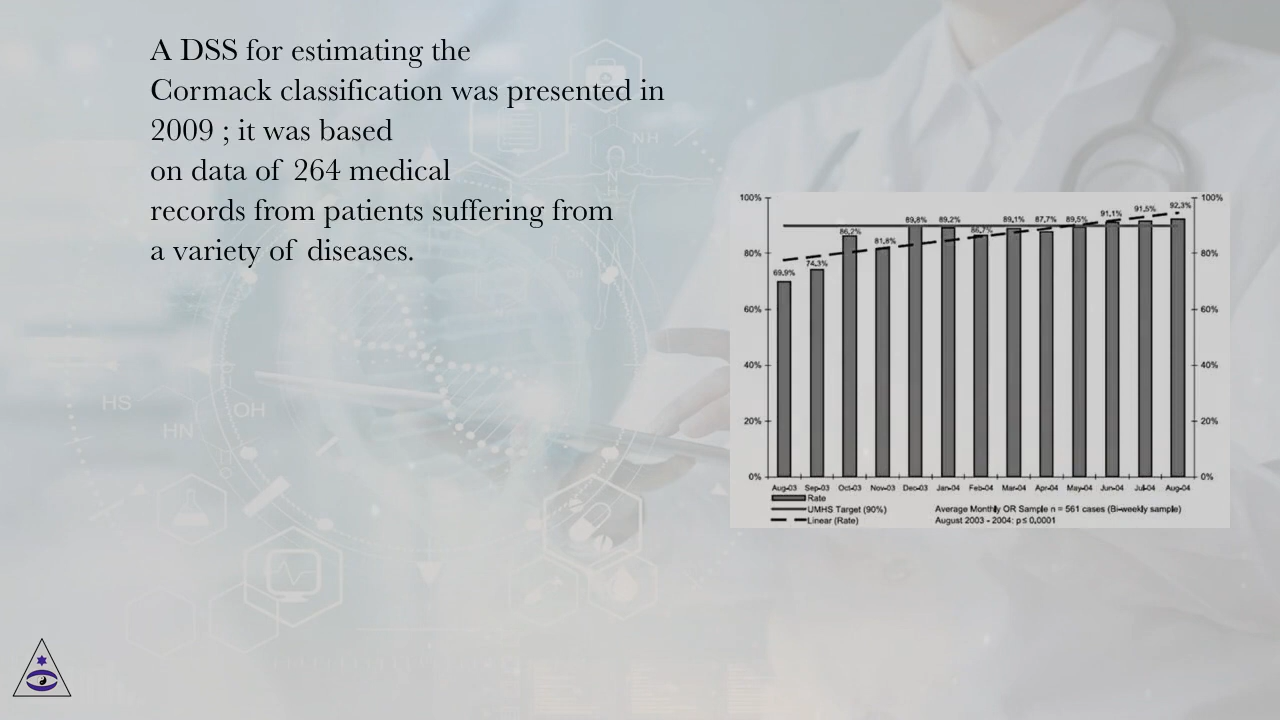 A DSS for estimating the
Cormack classification was presented in
2009 ; it was based
on data of 264 medical
records from patients suffering from
a variety of diseases.
NH
HS
OH
HN
100% 100%
80% 80%
60% 60%
40% 40%
20% 20%
0% 0%
69,9% 74,3% 86,2% 81,8% 89,8% 89,2% 86,7% 89,1% 87,7% 89,5% 91,1% 91,5% 92,3%
Aug-03 Sep-03 Oct-03 Nov-03 Dec-03 Jan-04 Feb-04 Mar-04 Apr-04 May-04 Jun-04 Jul-04 Aug-04
Rate
UMHS Target (90%) Average Monthly OR Sample n = 561 cases (Bi-weekly sample)
Linear (Rate) August 2003 - 2004: p≤ 0,0001